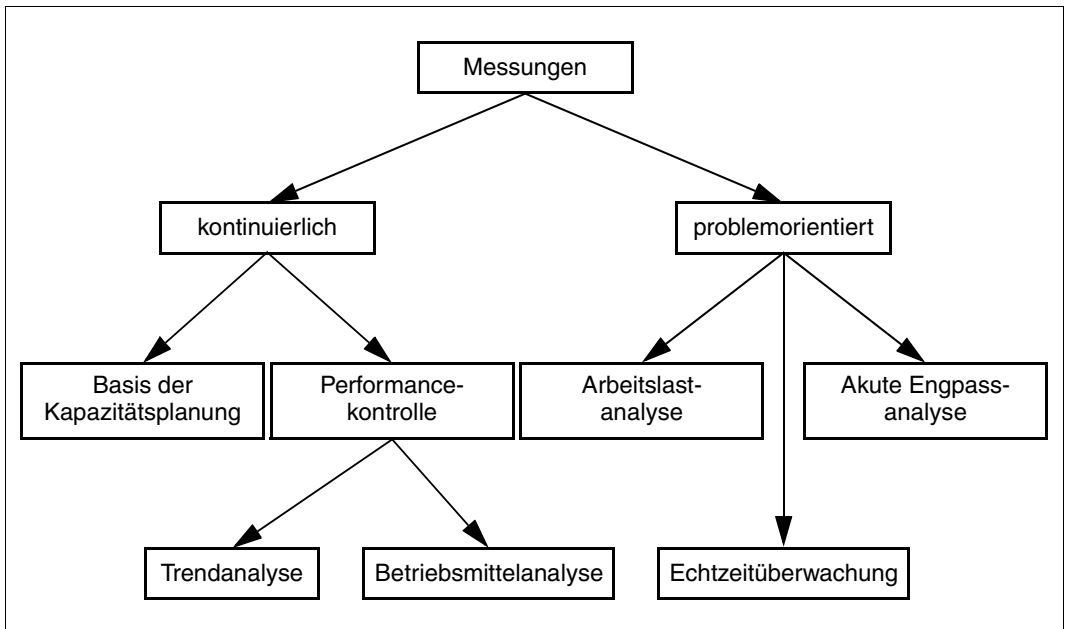 Messungen
kontinuierlich
problemorientiert
Basis der
Kapazitätsplanung
Performance-
kontrolle
Arbeitslast-
analyse
Akute Engpass-
analyse
Trendanalyse
Betriebsmittelanalyse
Echtzeitüberwachung